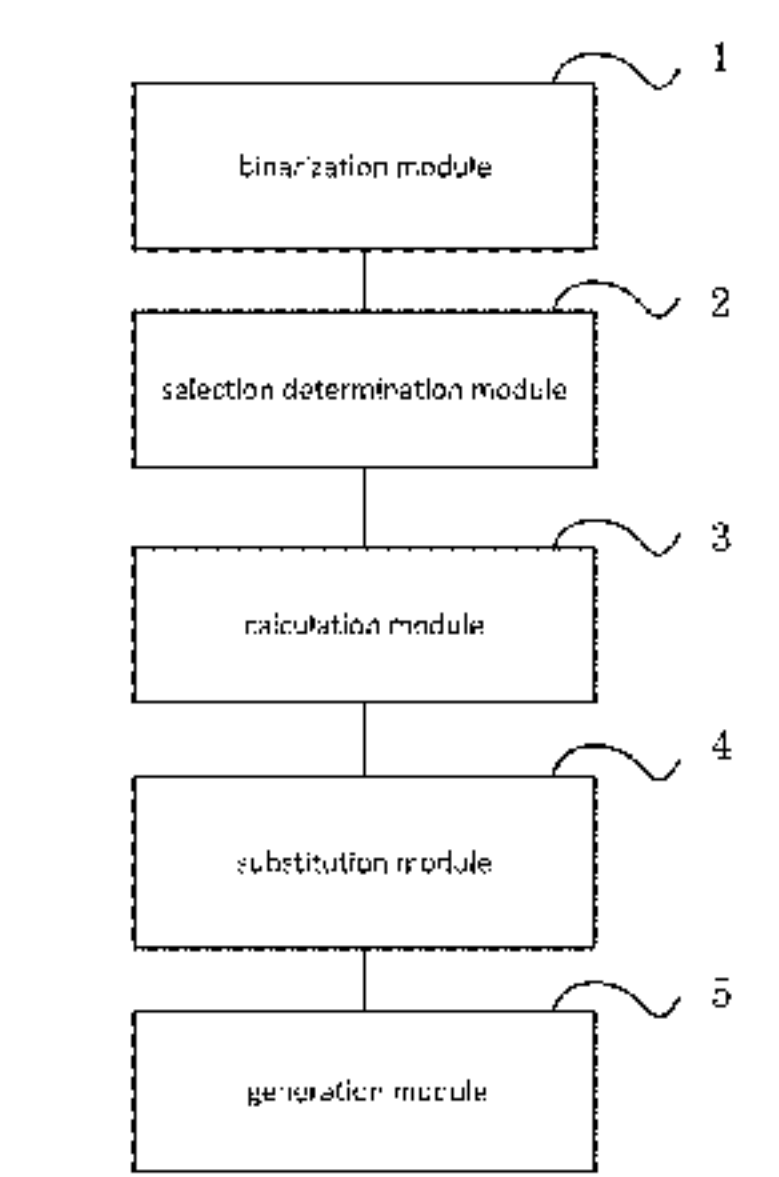 1
binarization module
2
selection determination module
3
calculation module
4
substitution module
5
generation module